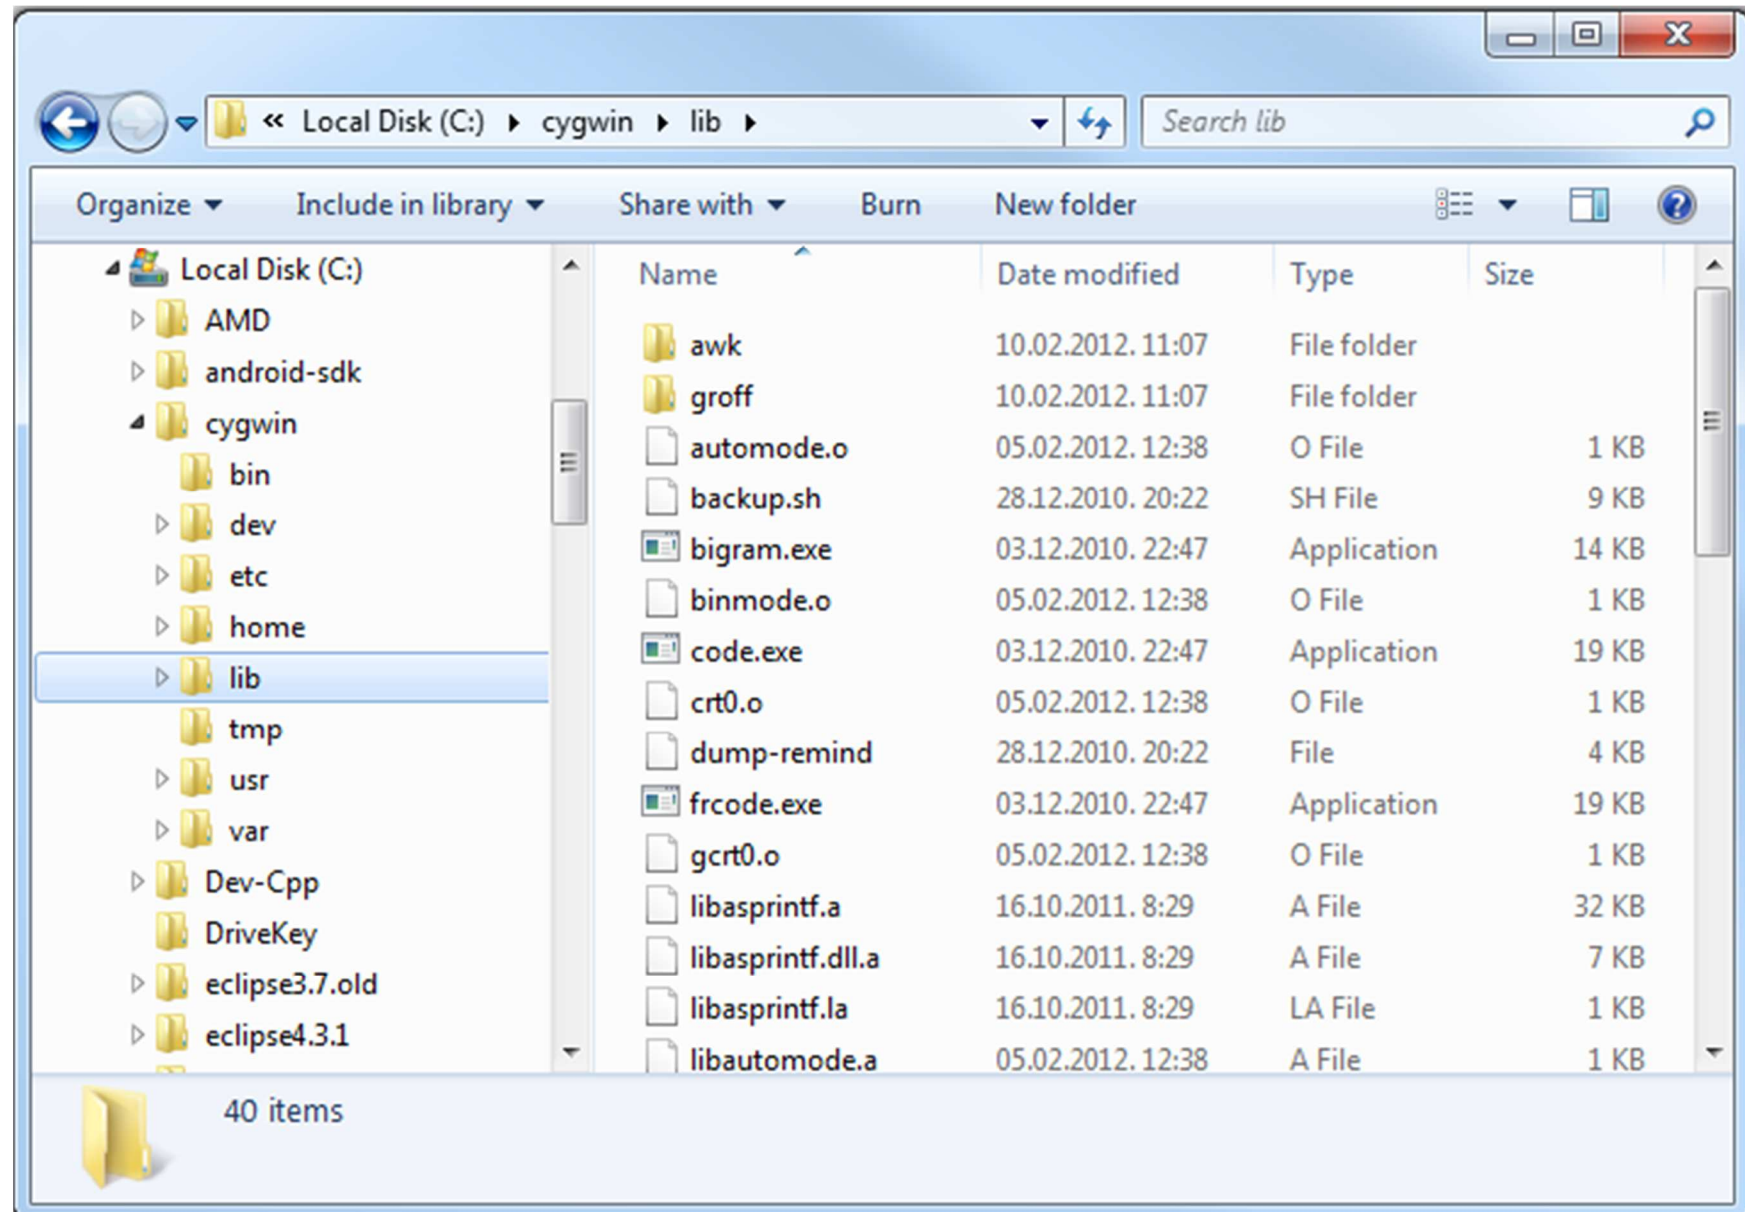 « Local Disk (C:) cygwin lib Search lib
Organize Include in library Share with Burn New folder
Local Disk (C:)
AMD
android-sdk
cygwin
bin
dev
etc
home
lib
tmp
usr
var
Dev-Cpp
DriveKey
eclipse3.7.old
eclipse4.3.1
Name Date modified Type Size
awk 10.02.2012. 11:07 File folder
groff 10.02.2012. 11:07 File folder
automode.o 05.02.2012. 12:38 O File 1 KB
backup.sh 28.12.2010. 20:22 SH File 9 KB
bigram.exe 03.12.2010. 22:47 Application 14 KB
binmode.o 05.02.2012. 12:38 O File 1 KB
code.exe 03.12.2010. 22:47 Application 19 KB
crt0.o 05.02.2012. 12:38 O File 1 KB
dump-remind 28.12.2010. 20:22 File 4 KB
frcode.exe 03.12.2010. 22:47 Application 19 KB
gcrt0.o 05.02.2012. 12:38 O File 1 KB
libasprintf.a 16.10.2011. 8:29 A File 32 KB
libasprintf.dll.a 16.10.2011. 8:29 A File 7 KB
libasprintf.la 16.10.2011. 8:29 LA File 1 KB
libautomode.a 05.02.2012. 12:38 A File 1 KB
40 items